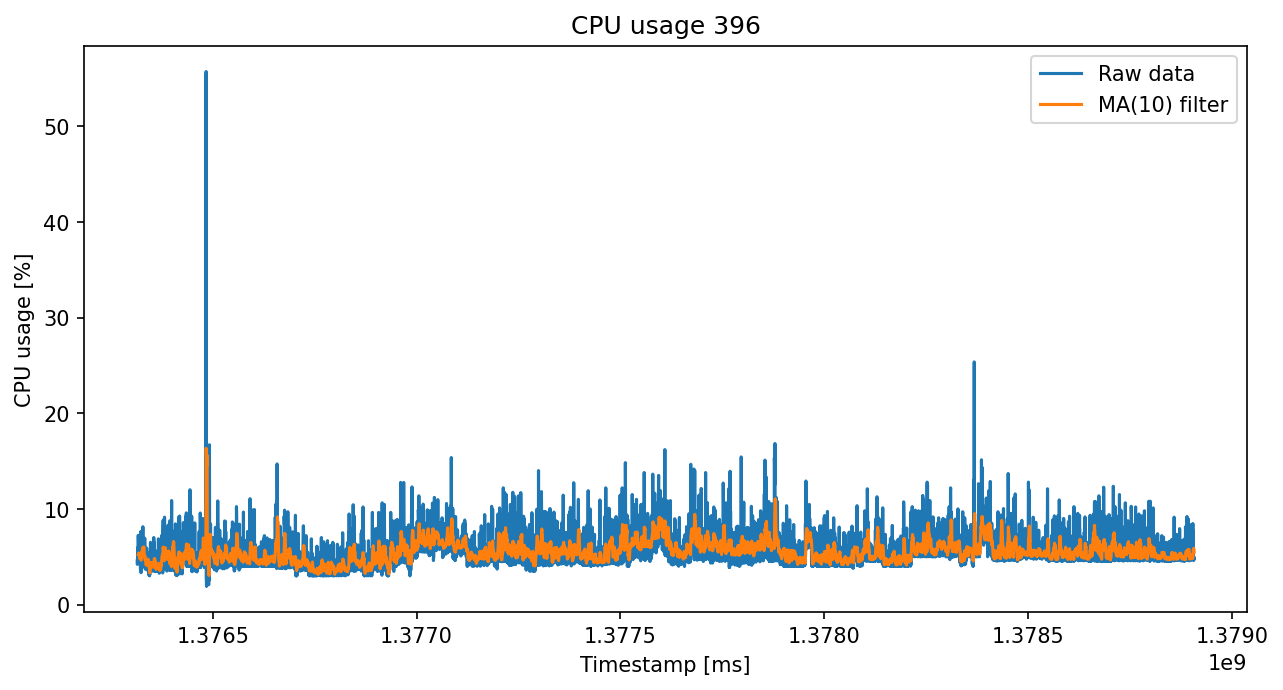 CPU usage 396
Raw data
MA(10) filter
CPU usage [%]
50
40
30
20
10
0
1.3765 1.3770 1.3775 1.3780 1.3785 1.3790
1e9
Timestamp [ms]